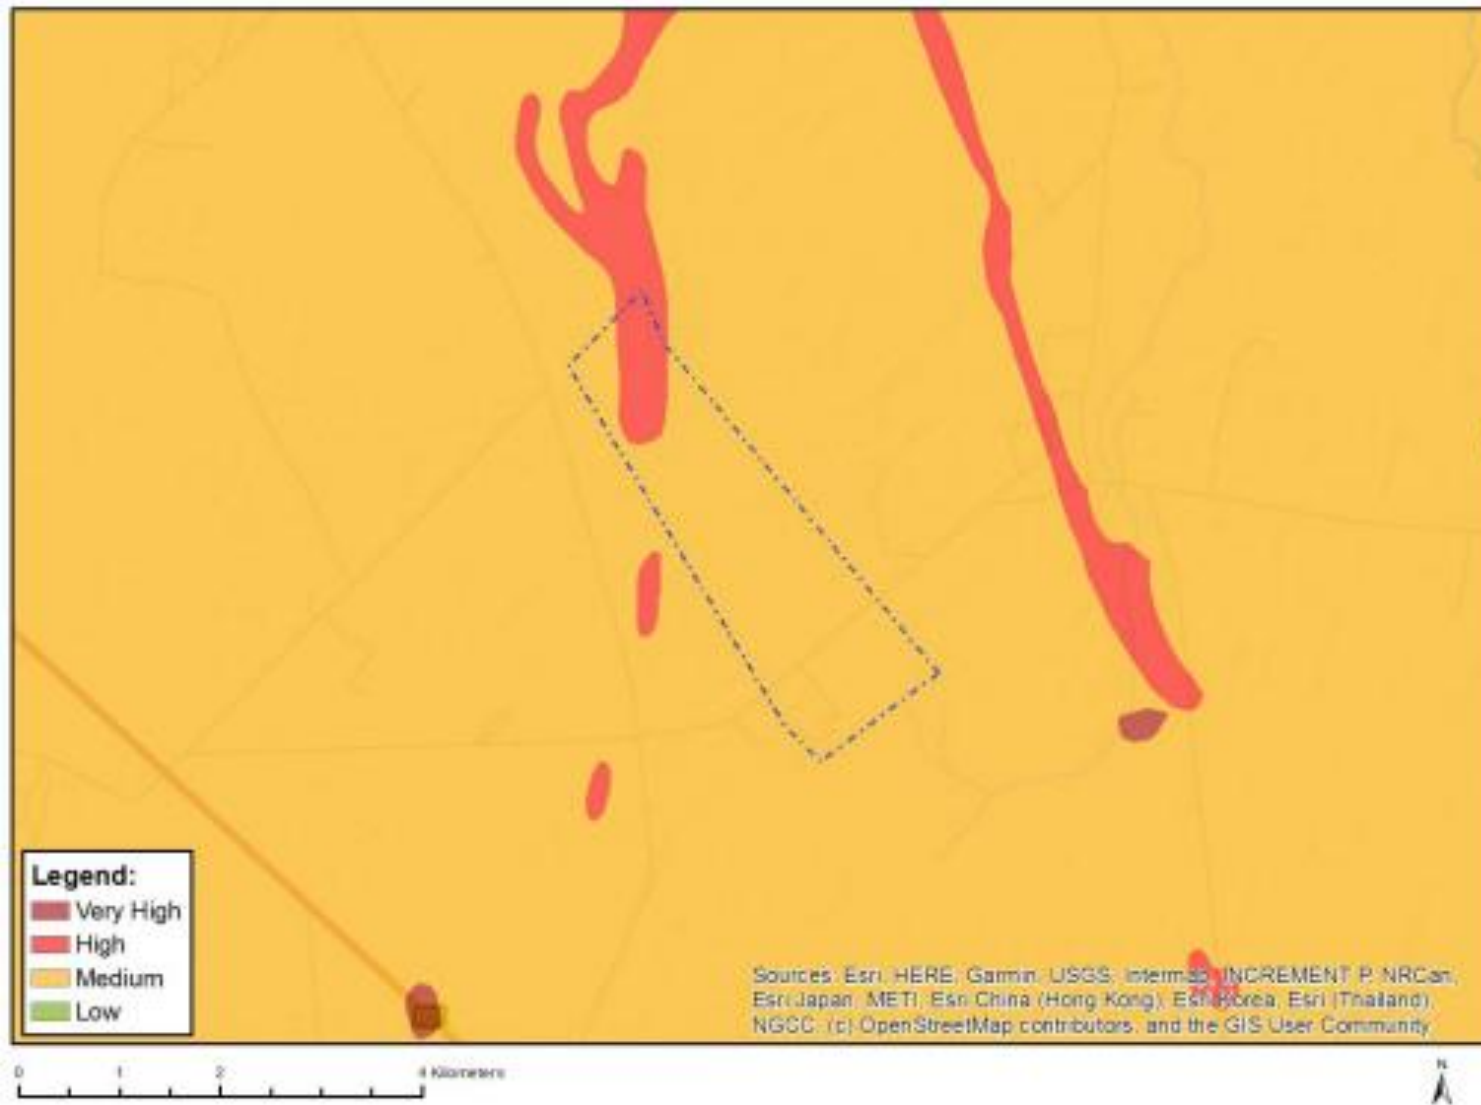 Legend:
Very High
High
Medium
Low
Sources: Esri, HERE, Garmin, USGS, Intermap, INCREMENT P, NRCan,
Esri Japan, METI, Esri China (Hong Kong), Esri Korea, Esri (Thailand),
NGCC, (c) OpenStreetMap contributors, and the GIS User Community
0 1 2 4 Kilometers
N